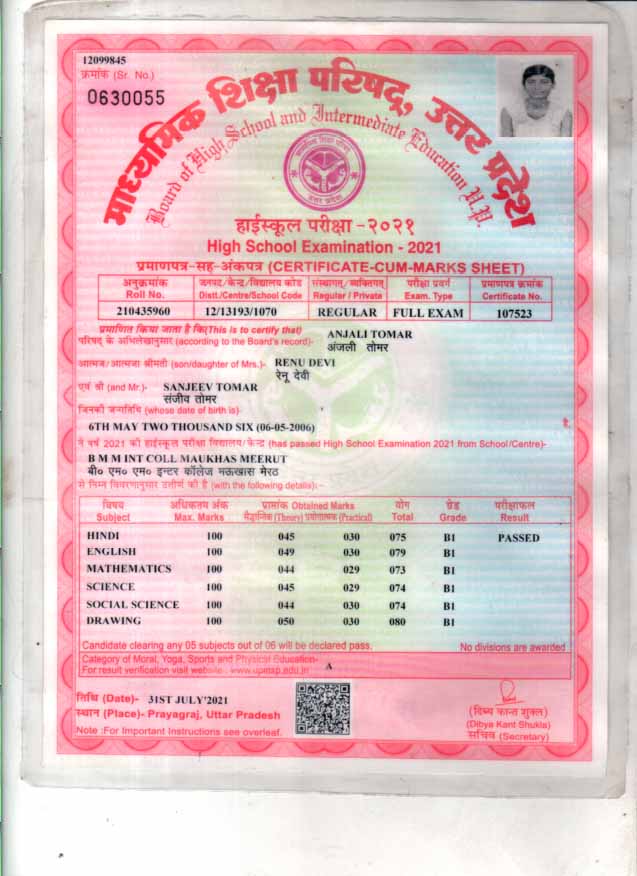 12099845
क्रमांक (Sr. No.)
0630055
माध्यमिक शिक्षा परिषद्, उत्तर प्रदेश
Board of High School and Intermediate Education U.P.
हाईस्कूल परीक्षा -२०२१
High School Examination - 2021
प्रमाणपत्र-सह-अंकपत्र (CERTIFICATE-CUM-MARKS SHEET)
अनुक्रमांक जनपद/केन्द्र/विद्यालय कोड संस्थागत/व्यक्तिगत परीक्षा प्रवर्ग प्रमाणपत्र क्रमांक
Roll No. Distt./Centre/School Code Regular / Private Exam. Type Certificate No.
210435960 12/13193/1070 REGULAR FULL EXAM 107523
प्रमाणित किया जाता है कि(This is to certify that)
परिषद् के अभिलेखानुसार (according to the Board's record)- ANJALI TOMAR
अंजली तोमर
आत्मज/आत्मजा श्रीमती (son/daughter of Mrs.)- RENU DEVI
रेनू देवी
एवं श्री (and Mr.)- SANJEEV TOMAR
संजीव तोमर
जिनकी जन्मतिथि (whose date of birth is)
6TH MAY TWO THOUSAND SIX (06-05-2006) है,
ने वर्ष 2021 की हाईस्कूल परीक्षा विद्यालय/केन्द्र (has passed High School Examination 2021 from School/Centre)-
B M M INT COLL MAUKHAS MEERUT
बी० एम० एम० इन्टर कॉलेज मऊखास मेरठ
से निम्न विवरणानुसार उत्तीर्ण की है (with the following details):-
विषय अधिकतम अंक प्राप्तांक Obtained Marks योग ग्रेड परीक्षाफल
Subject Max. Marks सैद्धान्तिक (Theory) प्रयोगात्मक (Practical) Total Grade Result
HINDI 100 045 030 075 B1 PASSED
ENGLISH 100 049 030 079 B1
MATHEMATICS 100 044 029 073 B1
SCIENCE 100 045 029 074 B1
SOCIAL SCIENCE 100 044 030 074 B1
DRAWING 100 050 030 080 B1
Candidate clearing any 05 subjects out of 06 will be declared pass. No divisions are awarded
Category of Moral, Yoga, Sports and Physical Education- A
For result verification visit website : www.upmsp.edu.in
तिथि (Date)- 31ST JULY'2021
स्थान (Place)- Prayagraj, Uttar Pradesh
Note :For Important Instructions see overleaf.
(दिब्य कान्त शुक्ल)
(Dibya Kant Shukla)
सचिव (Secretary)